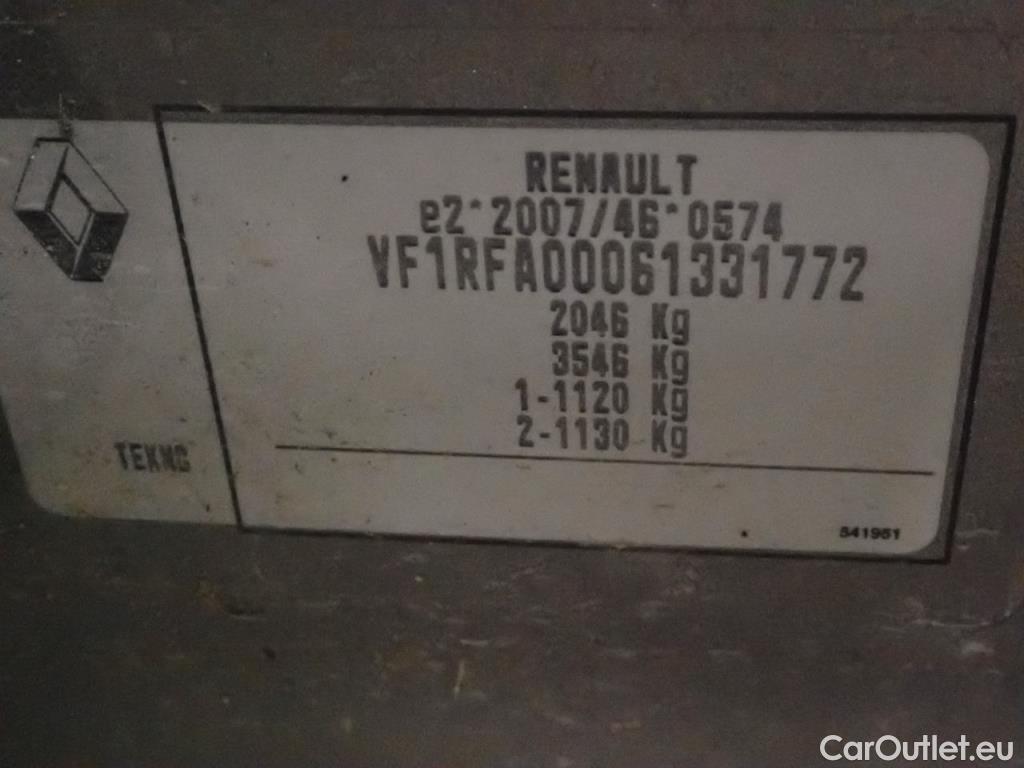 RENAULT
e2*2007/46*0574
VF1RFA00061331772
2046 Kg
3546 Kg
1-1120 Kg
2-1130 Kg
TEKNG
541951
CarOutlet.eu